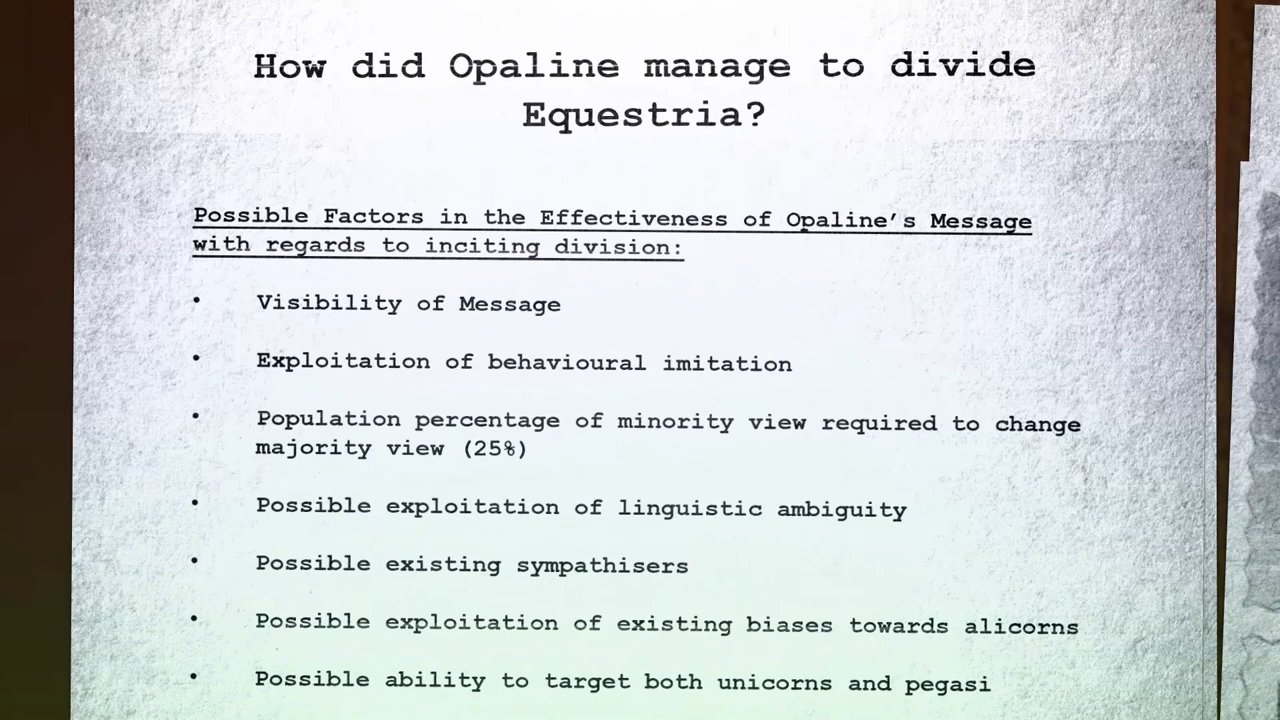 How did Opaline manage to divide
Equestria?
Possible Factors in the Effectiveness of Opaline's Message
with regards to inciting division:
• Visibility of Message
• Exploitation of behavioural imitation
• Population percentage of minority view required to change
majority view (25%)
• Possible exploitation of linguistic ambiguity
• Possible existing sympathisers
• Possible exploitation of existing biases towards alicorns
• Possible ability to target both unicorns and pegasi